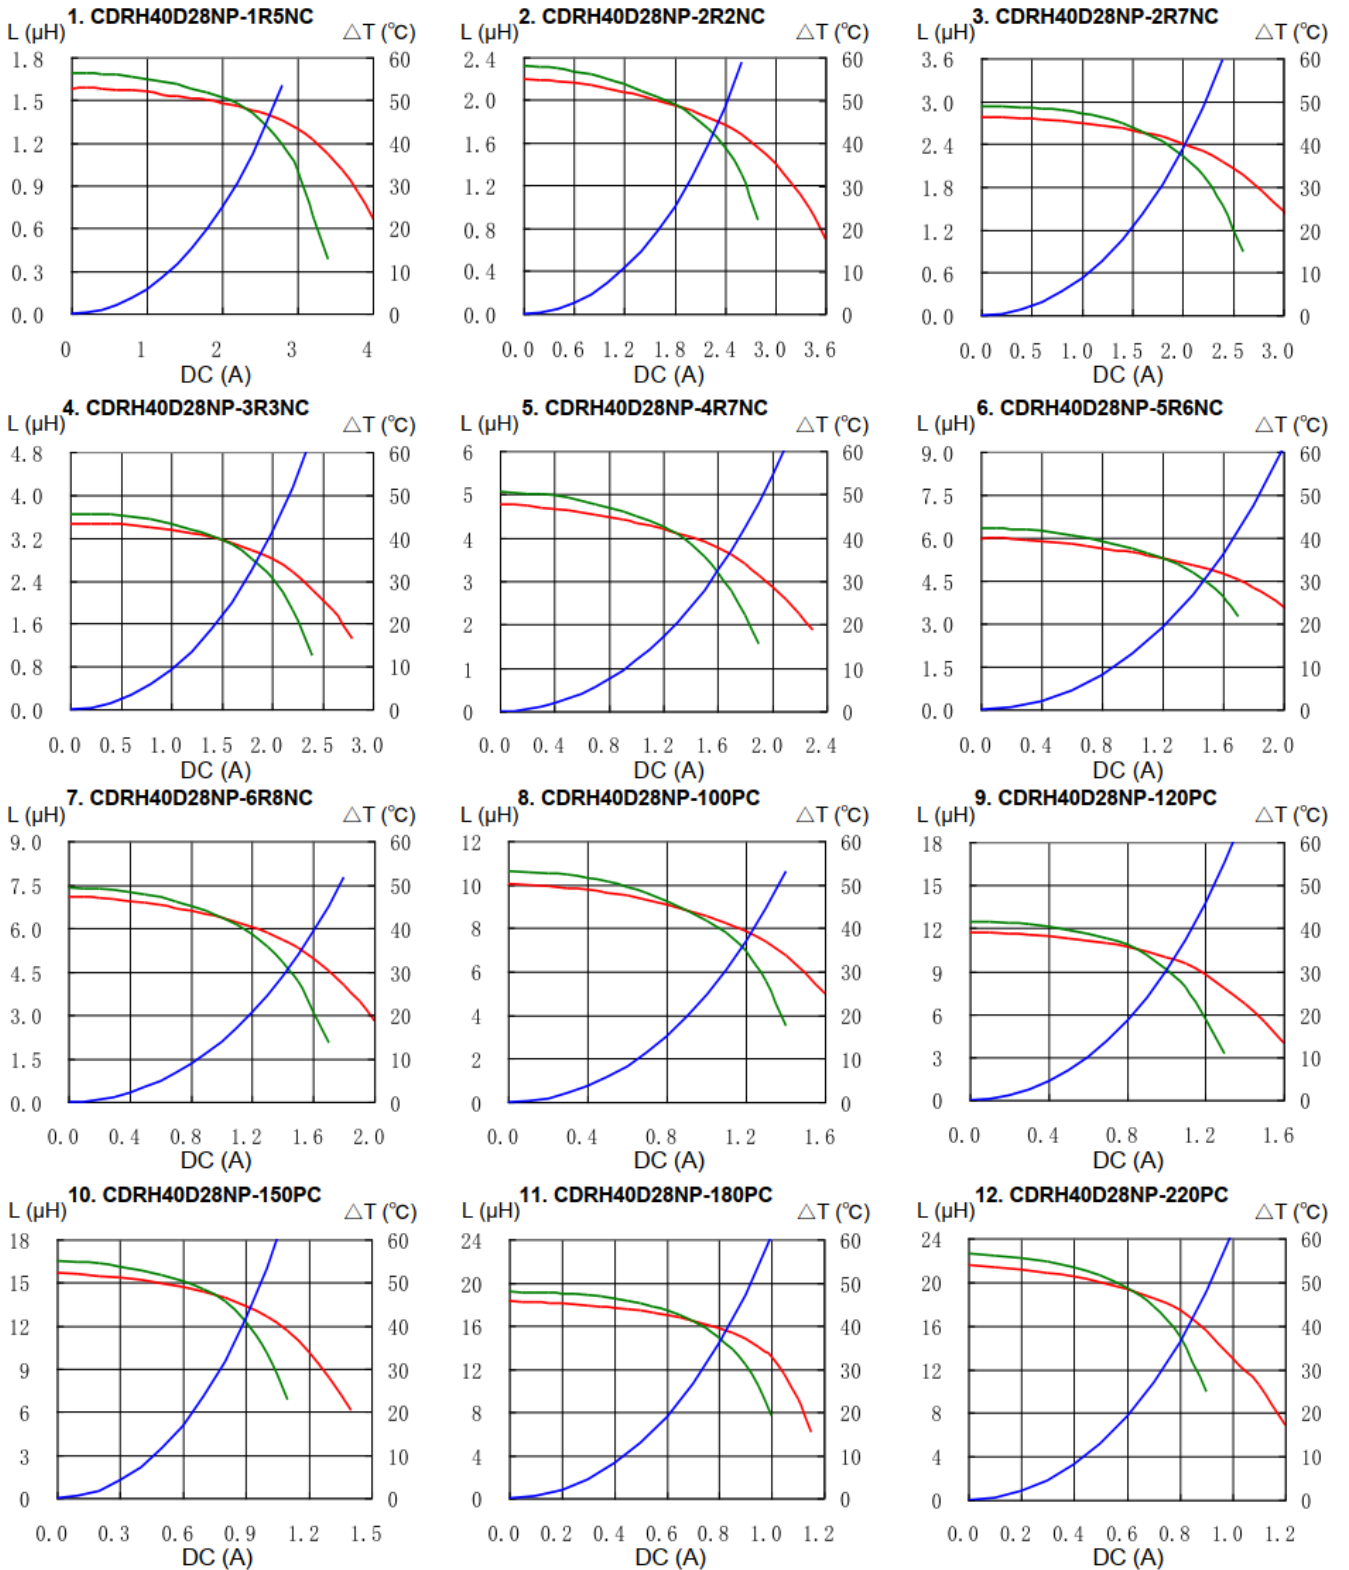 1. CDRH40D28NP-1R5NC
L (μH)
△T (℃)
1.8
1.5
1.2
0.9
0.6
0.3
0.0
60
50
40
30
20
10
0
0 1 2 3 4
DC (A)
2. CDRH40D28NP-2R2NC
L (μH)
△T (℃)
2.4
2.0
1.6
1.2
0.8
0.4
0.0
60
50
40
30
20
10
0
0.0 0.6 1.2 1.8 2.4 3.0 3.6
DC (A)
3. CDRH40D28NP-2R7NC
L (μH)
△T (℃)
3.6
3.0
2.4
1.8
1.2
0.6
0.0
60
50
40
30
20
10
0
0.0 0.5 1.0 1.5 2.0 2.5 3.0
DC (A)
4. CDRH40D28NP-3R3NC
L (μH)
△T (℃)
4.8
4.0
3.2
2.4
1.6
0.8
0.0
60
50
40
30
20
10
0
0.0 0.5 1.0 1.5 2.0 2.5 3.0
DC (A)
5. CDRH40D28NP-4R7NC
L (μH)
△T (℃)
6
5
4
3
2
1
0
60
50
40
30
20
10
0
0.0 0.4 0.8 1.2 1.6 2.0 2.4
DC (A)
6. CDRH40D28NP-5R6NC
L (μH)
△T (℃)
9.0
7.5
6.0
4.5
3.0
1.5
0.0
60
50
40
30
20
10
0
0.0 0.4 0.8 1.2 1.6 2.0
DC (A)
7. CDRH40D28NP-6R8NC
L (μH)
△T (℃)
9.0
7.5
6.0
4.5
3.0
1.5
0.0
60
50
40
30
20
10
0
0.0 0.4 0.8 1.2 1.6 2.0
DC (A)
8. CDRH40D28NP-100PC
L (μH)
△T (℃)
12
10
8
6
4
2
0
60
50
40
30
20
10
0
0.0 0.4 0.8 1.2 1.6
DC (A)
9. CDRH40D28NP-120PC
L (μH)
△T (℃)
18
15
12
9
6
3
0
60
50
40
30
20
10
0
0.0 0.4 0.8 1.2 1.6
DC (A)
10. CDRH40D28NP-150PC
L (μH)
△T (℃)
18
15
12
9
6
3
0
60
50
40
30
20
10
0
0.0 0.3 0.6 0.9 1.2 1.5
DC (A)
11. CDRH40D28NP-180PC
L (μH)
△T (℃)
24
20
16
12
8
4
0
60
50
40
30
20
10
0
0.0 0.2 0.4 0.6 0.8 1.0 1.2
DC (A)
12. CDRH40D28NP-220PC
L (μH)
△T (℃)
24
20
16
12
8
4
0
60
50
40
30
20
10
0
0.0 0.2 0.4 0.6 0.8 1.0 1.2
DC (A)